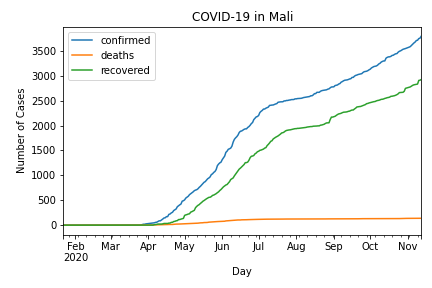 COVID-19 in Mali
confirmed
deaths
recovered
Number of Cases
3500
3000
2500
2000
1500
1000
500
0
Feb Mar Apr May Jun Jul Aug Sep Oct Nov
2020
Day